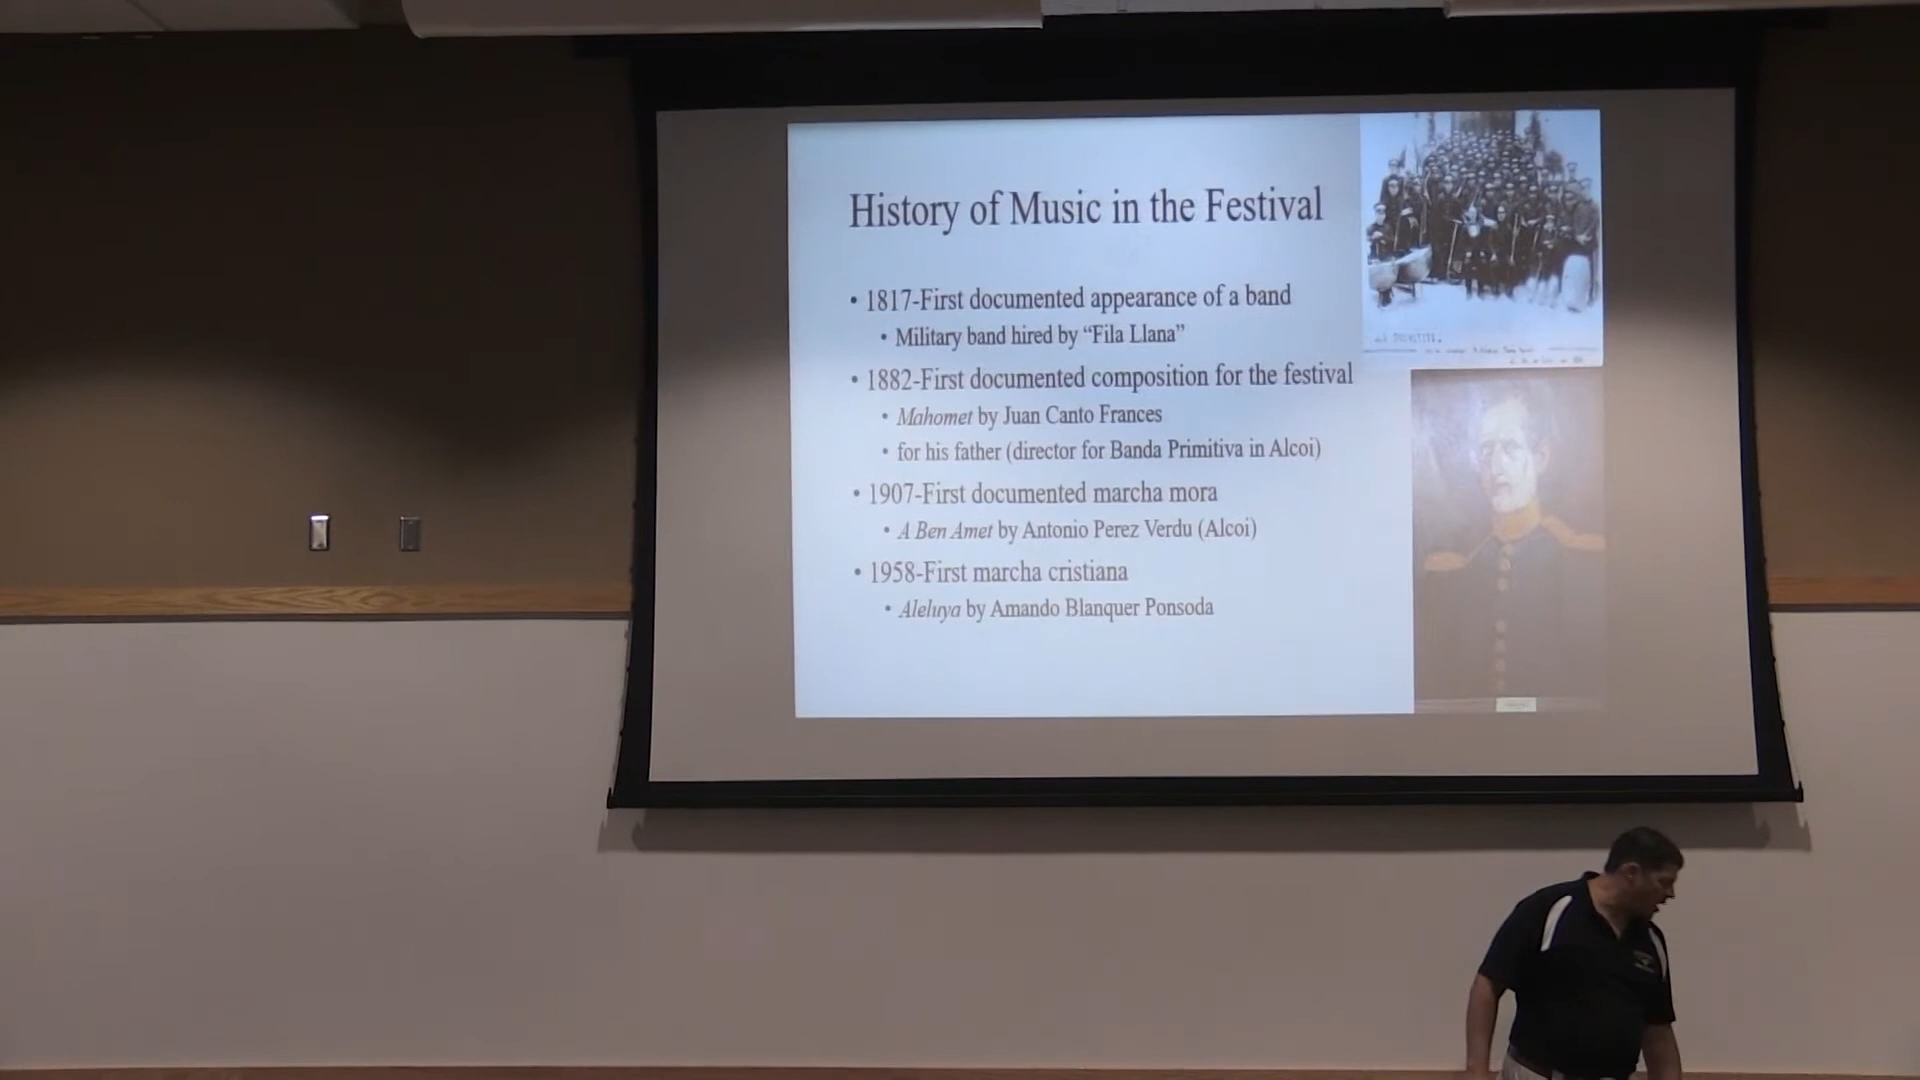 History of Music in the Festival
• 1817-First documented appearance of a band
• Military band hired by “Fila Llana”
• 1882-First documented composition for the festival
• Mahomet by Juan Canto Frances
• for his father (director for Banda Primitiva in Alcoi)
• 1907-First documented marcha mora
• A Ben Amet by Antonio Perez Verdu (Alcoi)
• 1958-First marcha cristiana
• Aleluya by Amando Blanquer Ponsoda